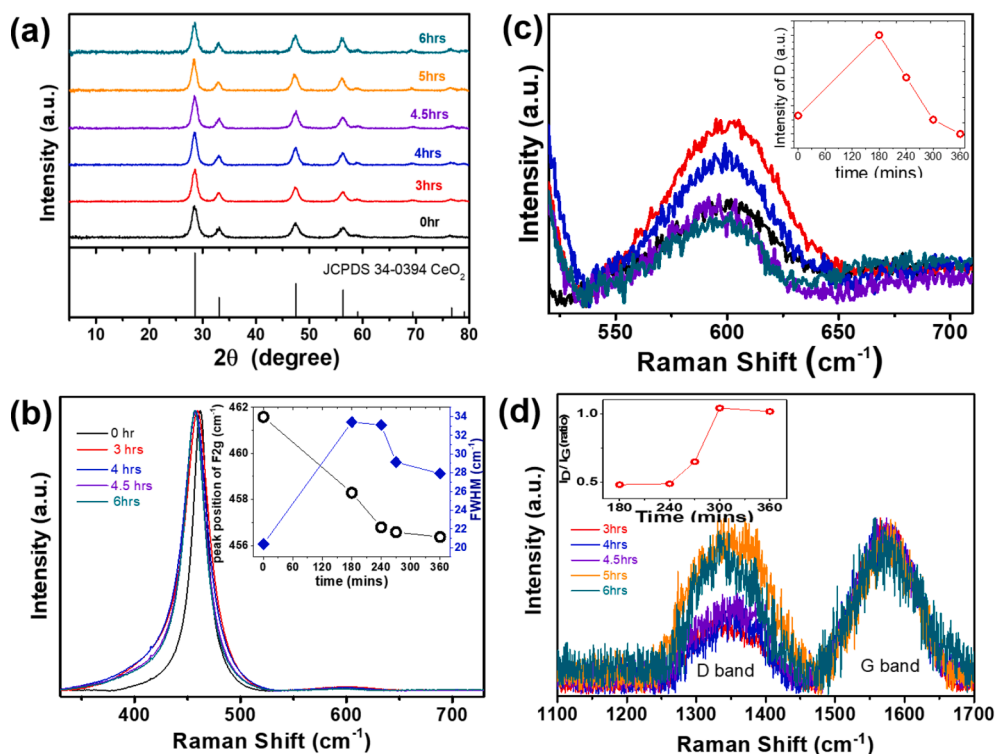 (a)
6hrs
5hrs
4.5hrs
4hrs
3hrs
0hr
Intensity (a.u.)
JCPDS 34-0394 CeO2
10 20 30 40 50 60 70 80
2θ (degree)
(c)
Intensity (a.u.)
550 600 650 700
Raman Shift (cm-1)
Intensity of D (a.u.)
0 60 120 180 240 300 360
time (mins)
(b)
Intensity (a.u.)
0 hr
3 hrs
4 hrs
4.5 hrs
6hrs
400 500 600 700
Raman Shift (cm-1)
peak position of F2g (cm-1)
462
460
458
456
FWHM (cm-1)
34
32
30
28
26
24
22
20
0 60 120 180 240 300 360
time (mins)
(d)
Intensity (a.u.)
ID/ IG(ratio)
1.0
0.5
180 240 300 360
Time (mins)
3hrs
4hrs
4.5hrs
5hrs
6hrs
D band
G band
1100 1200 1300 1400 1500 1600 1700
Raman Shift (cm-1)